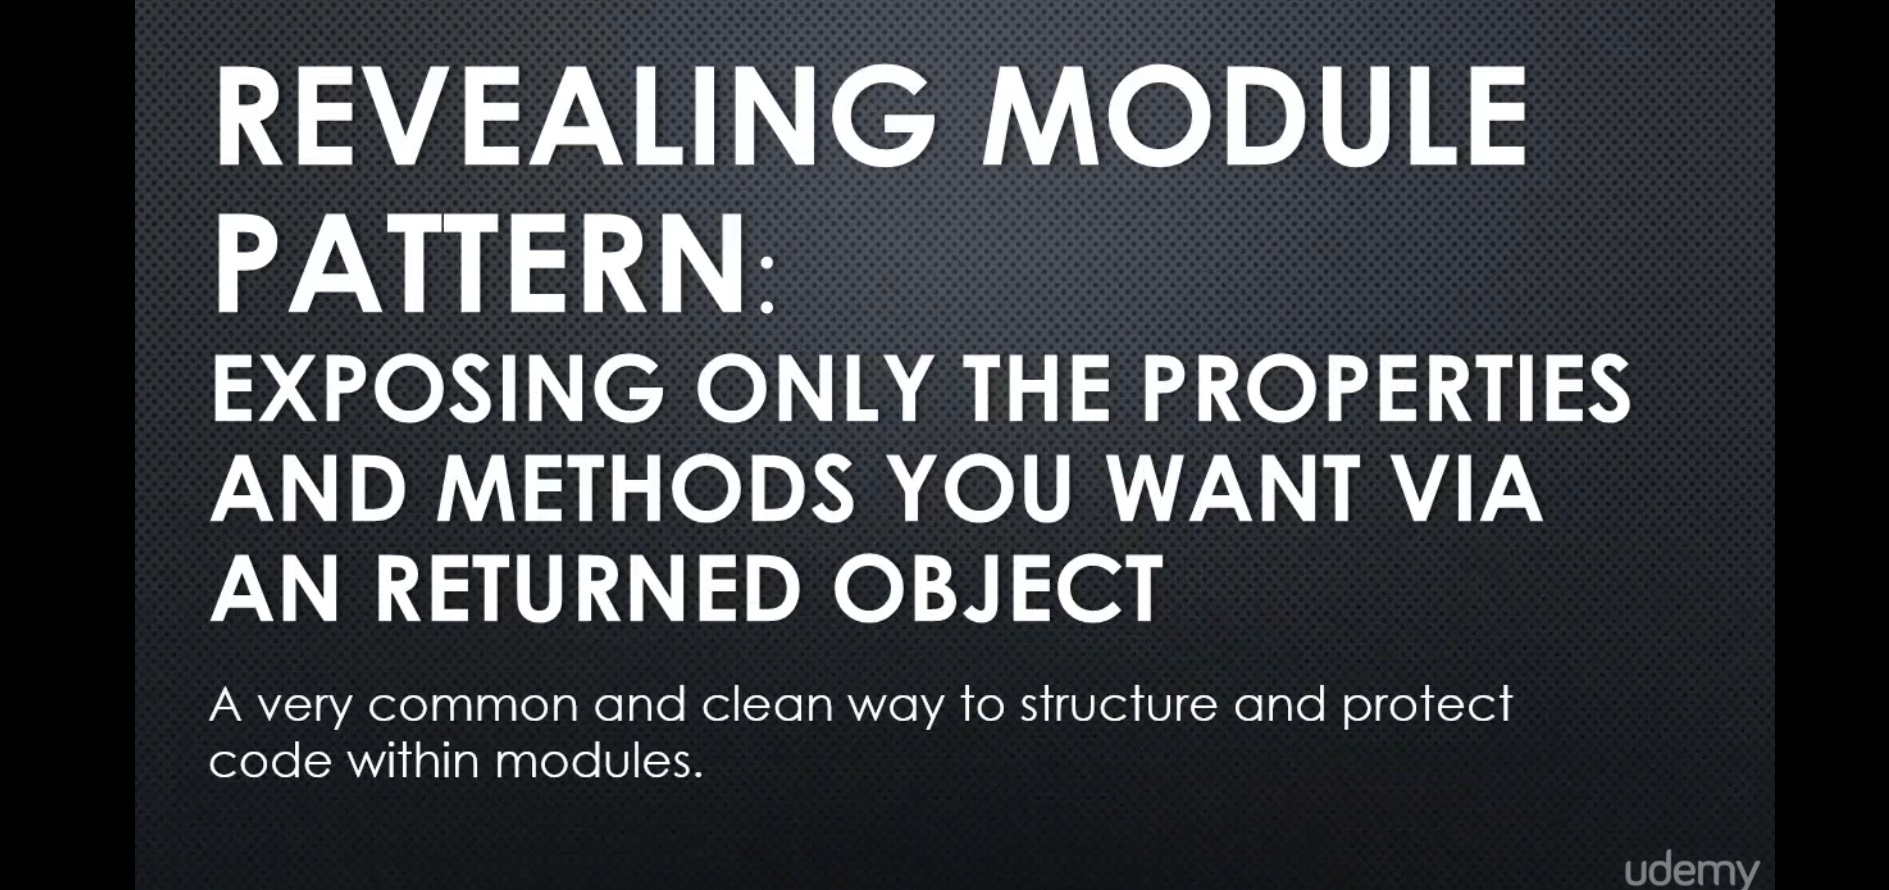 REVEALING MODULE
PATTERN:
EXPOSING ONLY THE PROPERTIES
AND METHODS YOU WANT VIA
AN RETURNED OBJECT
A very common and clean way to structure and protect
code within modules.
udemy